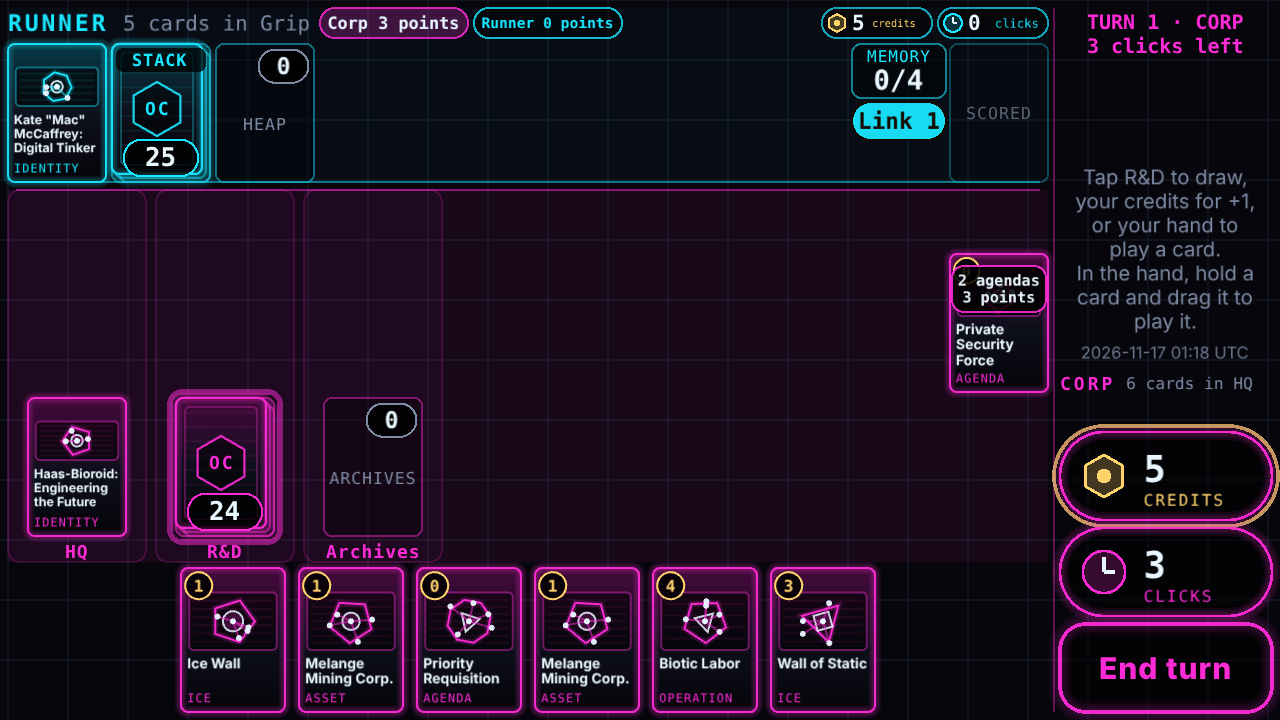 RUNNER 5 cards in Grip Corp 3 points Runner 0 points 5 credits 0 clicks
TURN 1 · CORP
3 clicks left
Kate "Mac"
McCaffrey:
Digital Tinker
IDENTITY
STACK
OC
25
0
HEAP
MEMORY
0/4
Link 1
SCORED
Tap R&D to draw,
your credits for +1,
or your hand to
play a card.
In the hand, hold a
card and drag it to
play it.
2026-11-17 01:18 UTC
CORP 6 cards in HQ
2 agendas
3 points
Private
Security
Force
AGENDA
Haas-Bioroid:
Engineering
the Future
IDENTITY
HQ
OC
24
R&D
0
ARCHIVES
Archives
5
CREDITS
3
CLICKS
End turn
1
Ice Wall
ICE
1
Melange
Mining Corp.
ASSET
0
Priority
Requisition
AGENDA
1
Melange
Mining Corp.
ASSET
4
Biotic Labor
OPERATION
3
Wall of Static
ICE